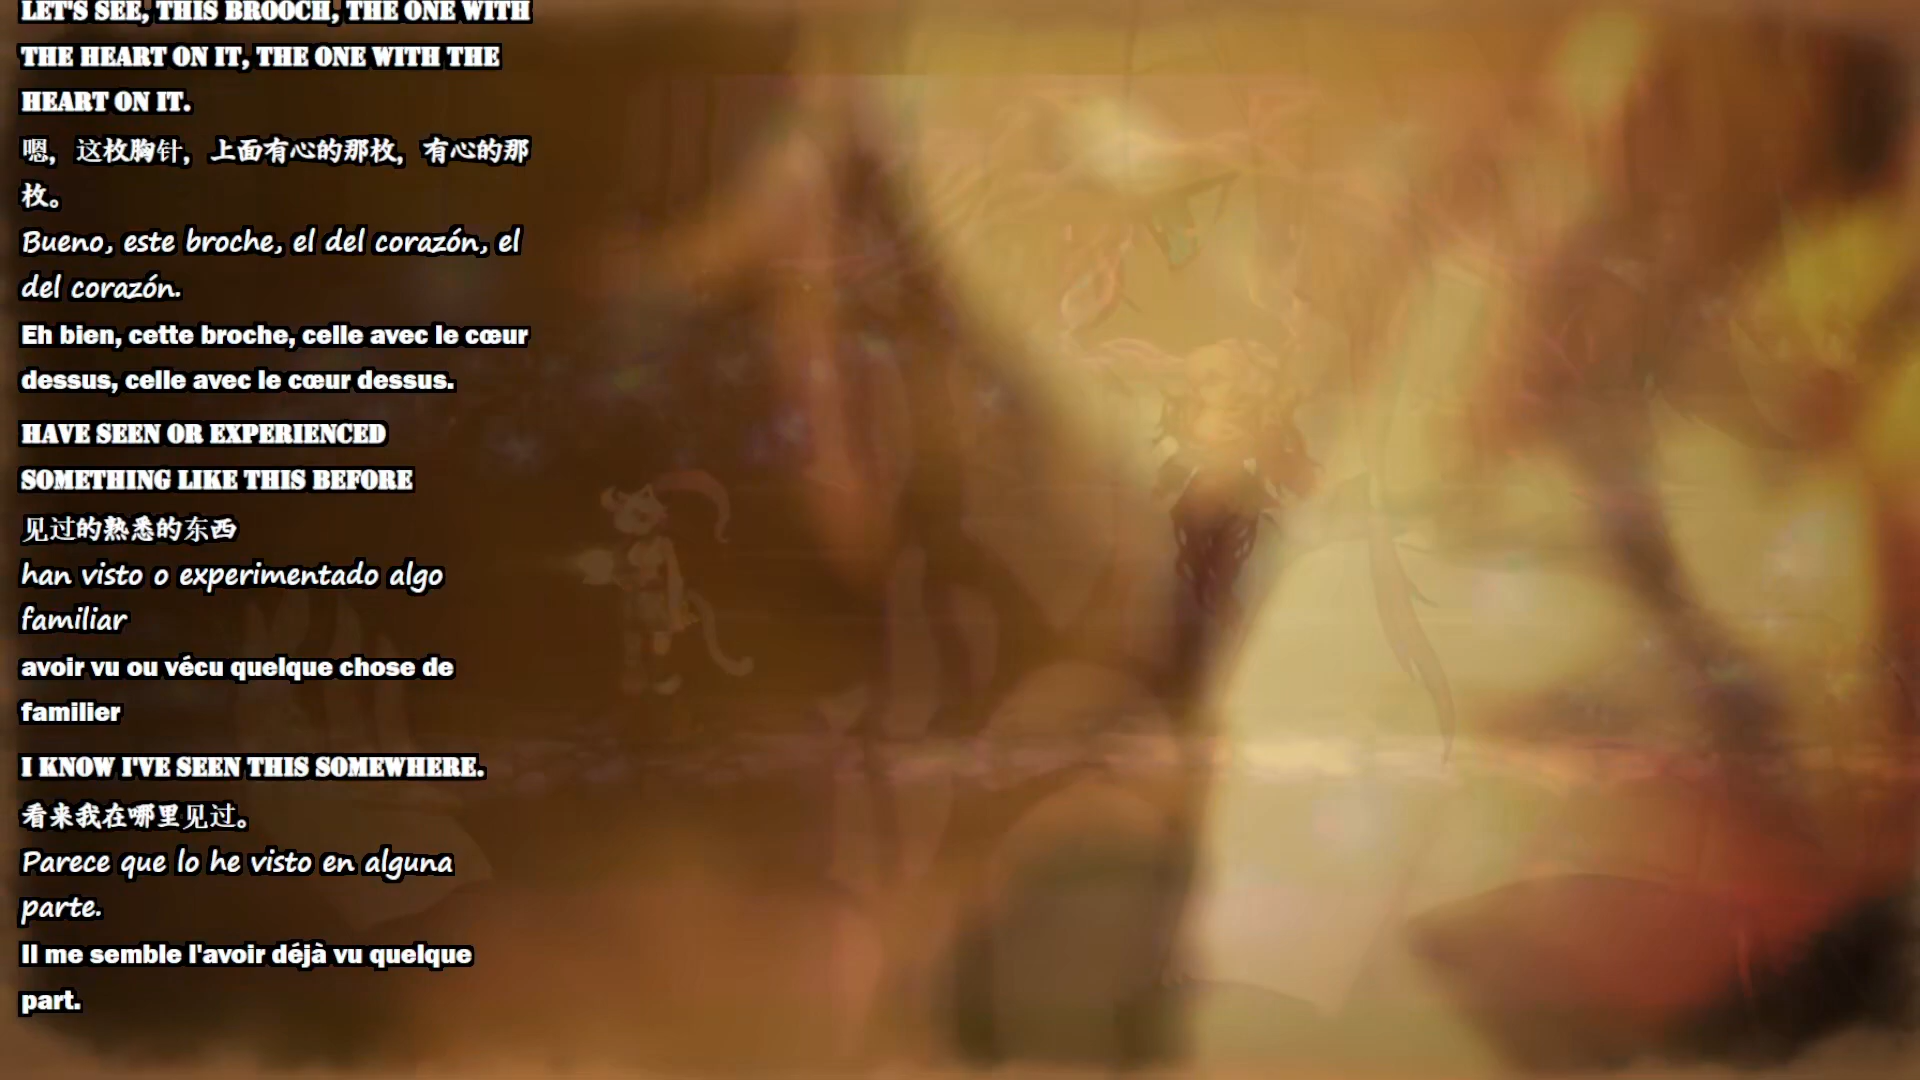 LET'S SEE, THIS BROOCH, THE ONE WITH
THE HEART ON IT, THE ONE WITH THE
HEART ON IT.
嗯，这枚胸针，上面有心的那枚，有心的那
枚。
Bueno, este broche, el del corazón, el
del corazón.
Eh bien, cette broche, celle avec le cœur
dessus, celle avec le cœur dessus.
HAVE SEEN OR EXPERIENCED
SOMETHING LIKE THIS BEFORE
见过的熟悉的东西
han visto o experimentado algo
familiar
avoir vu ou vécu quelque chose de
familier
I KNOW I'VE SEEN THIS SOMEWHERE.
看来我在哪里见过。
Parece que lo he visto en alguna
parte.
Il me semble l'avoir déjà vu quelque
part.